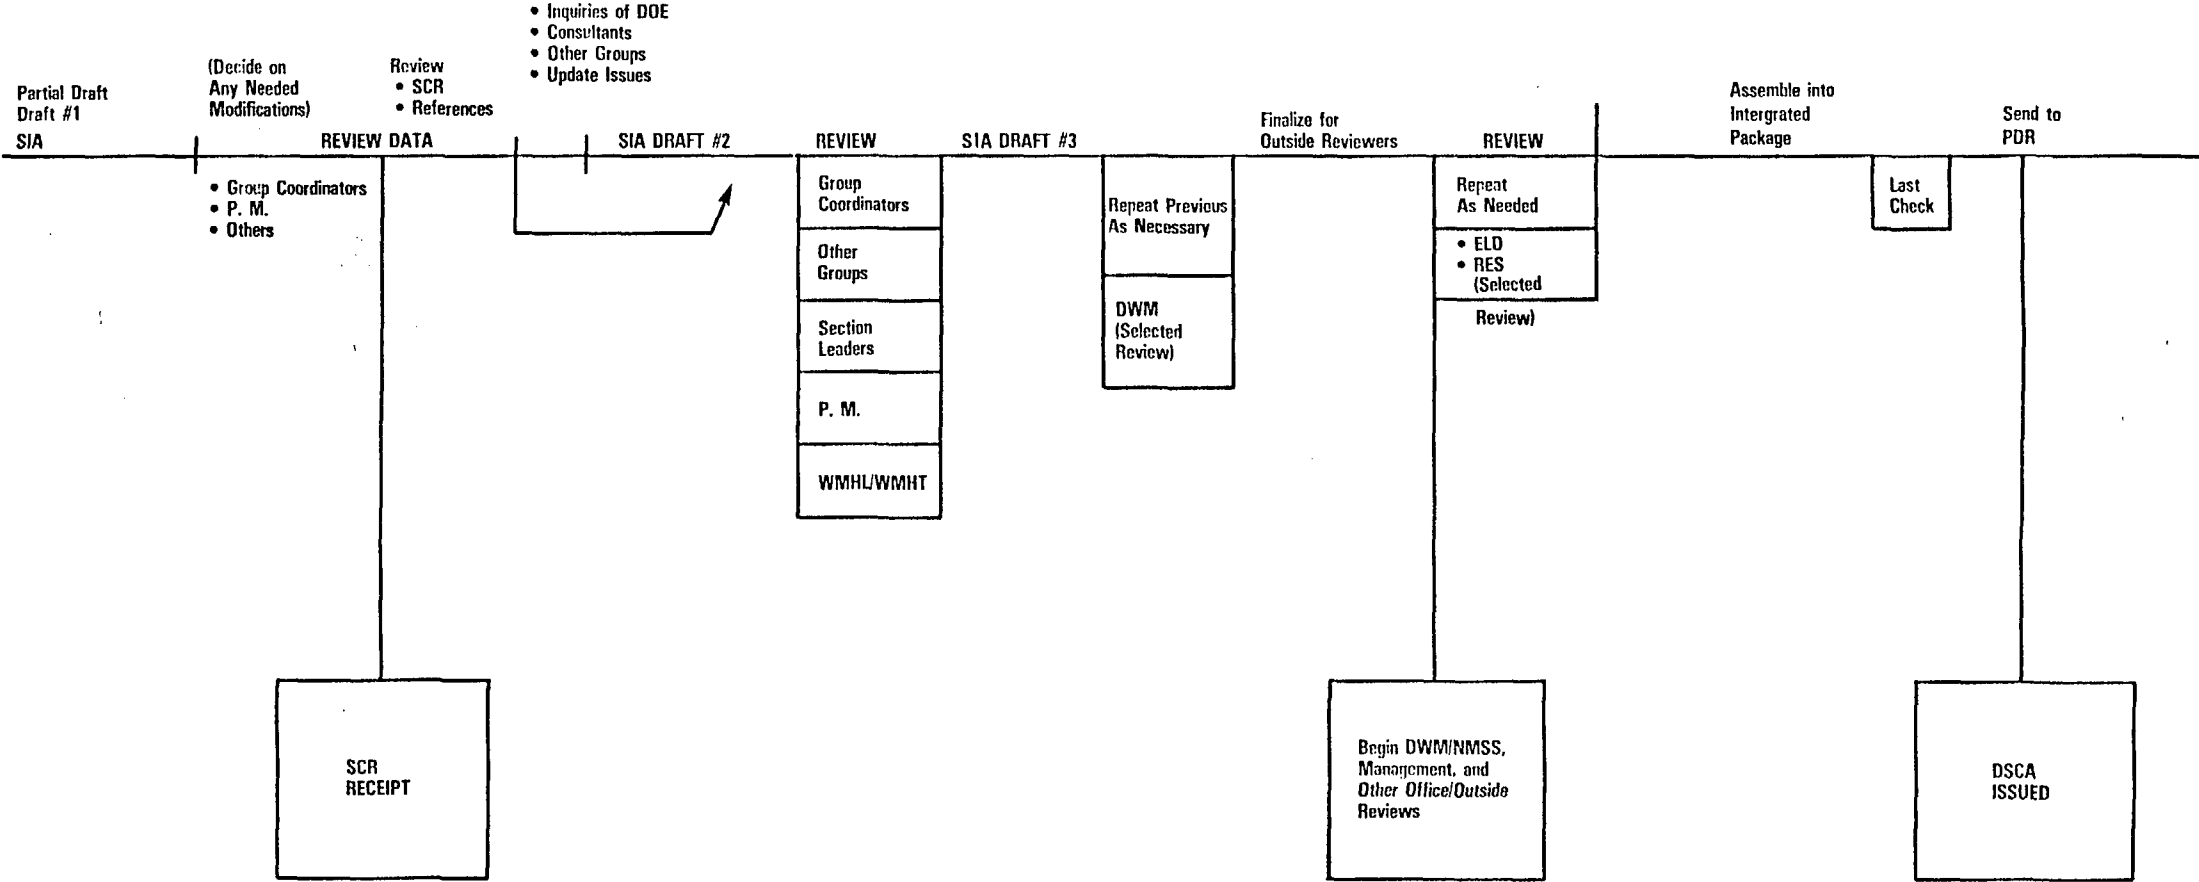 • Inquiries of DOE
• Consultants
• Other Groups
• Update Issues
Partial Draft
Draft #1
SIA
(Decide on
Any Needed
Modifications)
Review
• SCR
• References
REVIEW DATA
SIA DRAFT #2
REVIEW
SIA DRAFT #3
Finalize for
Outside Reviewers
REVIEW
Assemble into
Intergrated
Package
Send to
PDR
• Group Coordinators
• P. M.
• Others
Group
Coordinators
Other
Groups
Section
Leaders
P. M.
WMHL/WMHT
Repeat Previous
As Necessary
DWM
(Selected
Review)
Repeat
As Needed
• ELD
• RES
(Selected
Review)
Last
Check
SCR
RECEIPT
Begin DWM/NMSS,
Management, and
Other Office/Outside
Reviews
DSCA
ISSUED